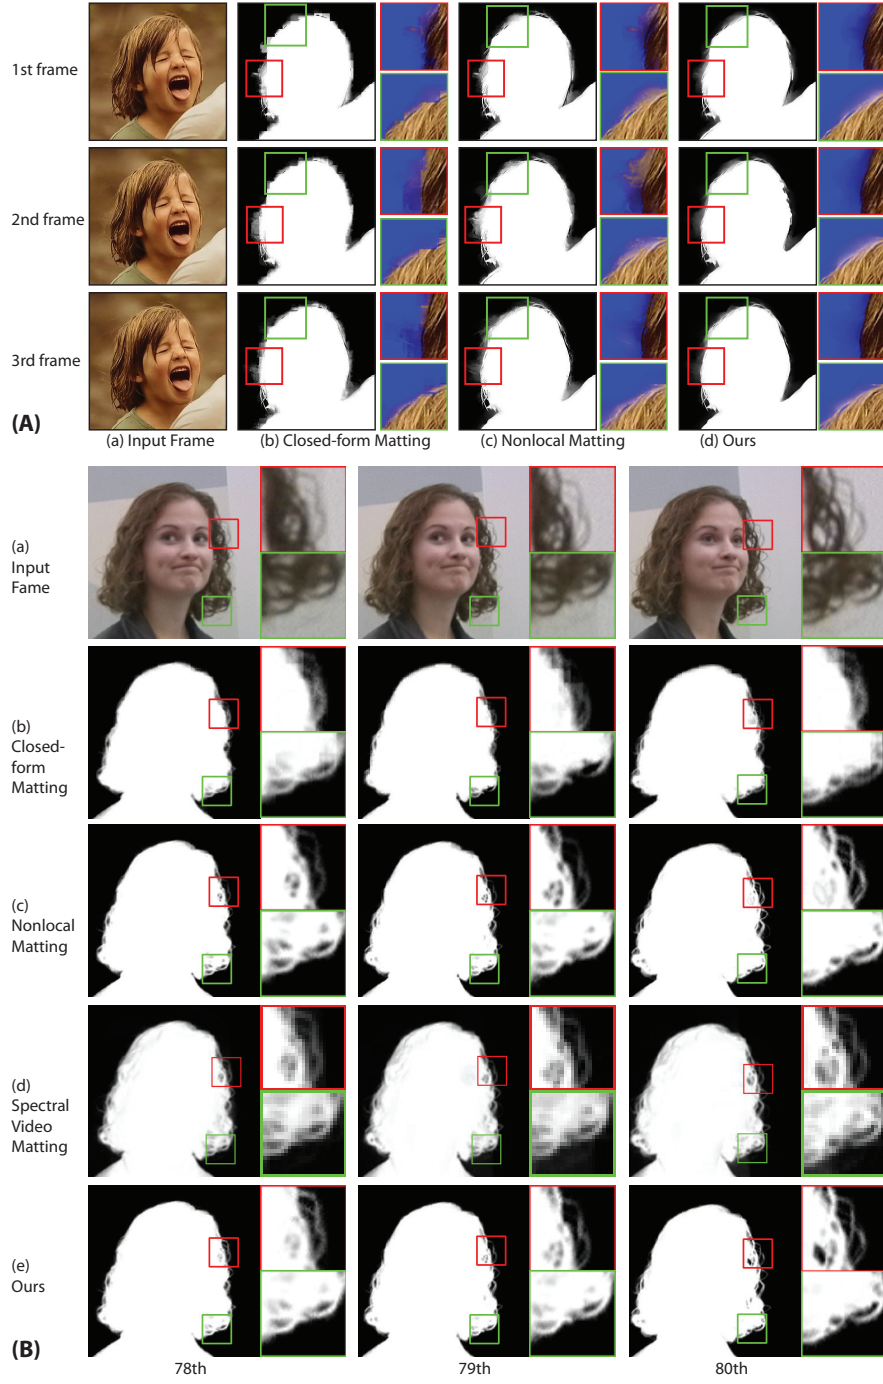 1st frame
2nd frame
3rd frame
(A)
(a) Input Frame
(b) Closed-form Matting
(c) Nonlocal Matting
(d) Ours
(a)
Input
Fame
(b)
Closed-
form
Matting
(c)
Nonlocal
Matting
(d)
Spectral
Video
Matting
(e)
Ours
(B)
78th
79th
80th